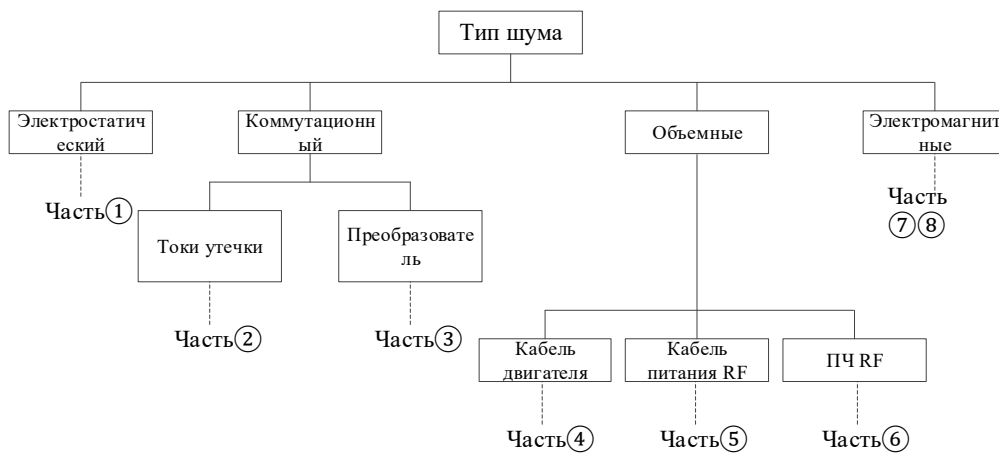 Тип шума
Электростатич
еский
Коммутационн
ый
Объемные
Электромагнит
ные
Часть①
Часть
⑦⑧
Токи утечки
Преобразовате
ль
Часть②
Часть③
Кабель
двигателя
Кабель
питания RF
ПЧ RF
Часть④
Часть⑤
Часть⑥